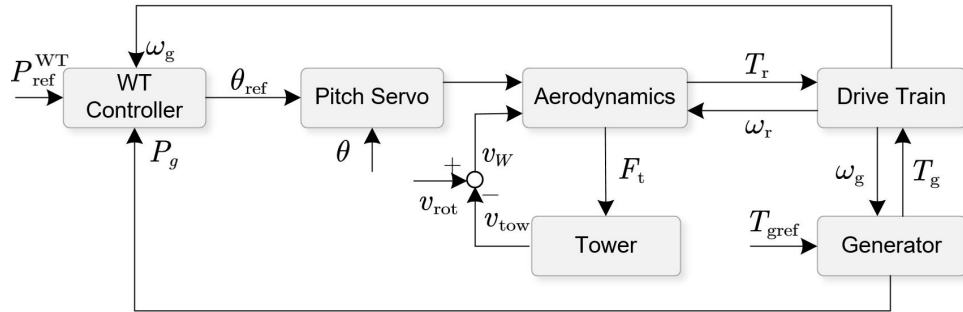 ω_g
P_ref^WT
WT
Controller
θ_ref
Pitch Servo
Aerodynamics
T_r
Drive Train
ω_r
P_g
θ
+
v_W
v_rot
−
v_tow
F_t
ω_g
T_g
Tower
T_gref
Generator